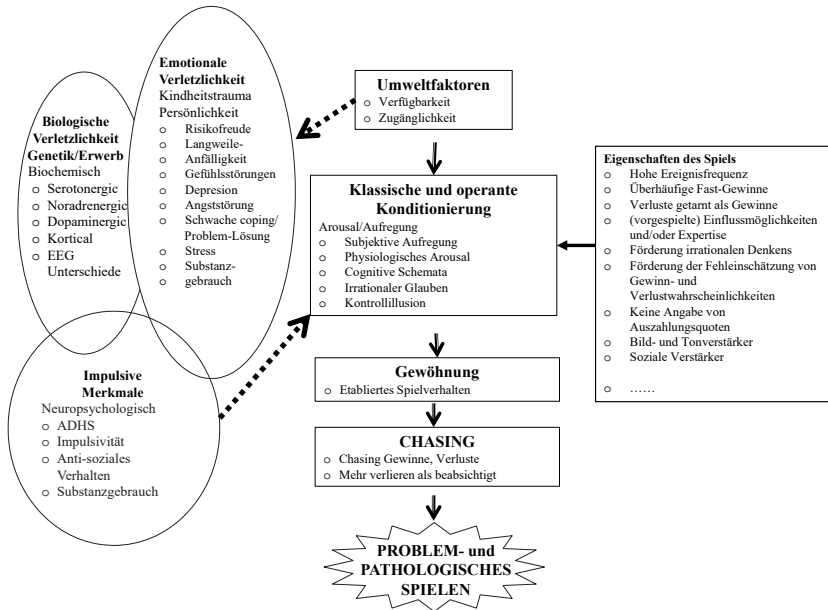 Emotionale
Verletzlichkeit
Kindheitstrauma
Persönlichkeit
o Risikofreude
o Langweile-
o Anfälligkeit
o Gefühlsstörungen
o Depresion
o Angststörung
o Schwache coping/
Problem-Lösung
o Stress
o Substanz-
o gebrauch
Biologische
Verletzlichkeit
Genetik/Erwerb
Biochemisch
o Serotonergic
o Noradrenergic
o Dopaminergic
o Kortical
o EEG
Unterschiede
Impulsive
Merkmale
Neuropsychologisch
o ADHS
o Impulsivität
o Anti-soziales
Verhalten
o Substanzgebrauch
Umweltfaktoren
o Verfügbarkeit
o Zugänglichkeit
Klassische und operante
Konditionierung
Arousal/Aufregung
o Subjektive Aufregung
o Physiologisches Arousal
o Cognitive Schemata
o Irrationaler Glauben
o Kontrollillusion
Gewöhnung
o Etabliertes Spielverhalten
CHASING
o Chasing Gewinne, Verluste
o Mehr verlieren als beabsichtigt
PROBLEM- und
PATHOLOGISCHES
SPIELEN
Eigenschaften des Spiels
o Hohe Ereignisfrequenz
o Überhäufige Fast-Gewinne
o Verluste getarnt als Gewinne
o (vorgespielte) Einflussmöglichkeiten
und/oder Expertise
o Förderung irrationalen Denkens
o Förderung der Fehleinschätzung von
Gewinn- und
Verlustwahrscheinlichkeiten
o Keine Angabe von
Auszahlungsquoten
o Bild- und Tonverstärker
o Soziale Verstärker
o ……